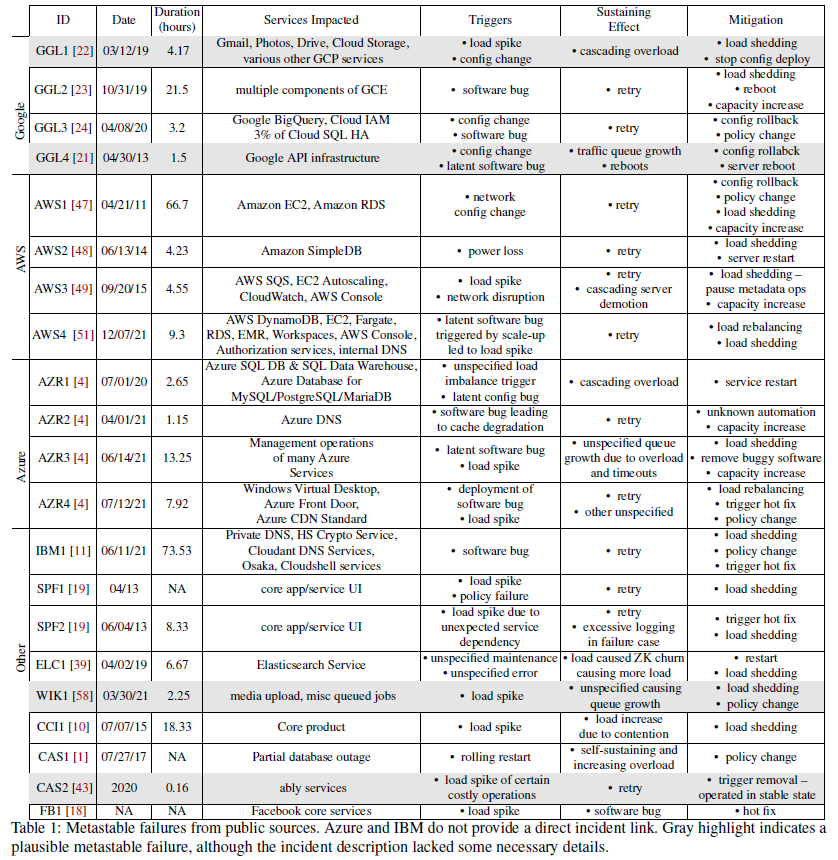 ID Date Duration (hours) Services Impacted Triggers Sustaining Effect Mitigation
Google
GGL1 [22] 03/12/19 4.17 Gmail, Photos, Drive, Cloud Storage, various other GCP services • load spike • config change • cascading overload • load shedding • stop config deploy
GGL2 [23] 10/31/19 21.5 multiple components of GCE • software bug • retry • load shedding • reboot • capacity increase
GGL3 [24] 04/08/20 3.2 Google BigQuery, Cloud IAM 3% of Cloud SQL HA • config change • software bug • retry • config rollback • policy change
GGL4 [21] 04/30/13 1.5 Google API infrastructure • config change • latent software bug • traffic queue growth • reboots • config rollabck • server reboot
AWS
AWS1 [47] 04/21/11 66.7 Amazon EC2, Amazon RDS • network config change • retry • config rollback • policy change • load shedding • capacity increase
AWS2 [48] 06/13/14 4.23 Amazon SimpleDB • power loss • retry • load shedding • server restart
AWS3 [49] 09/20/15 4.55 AWS SQS, EC2 Autoscaling, CloudWatch, AWS Console • load spike • network disruption • retry • cascading server demotion • load shedding – pause metadata ops • capacity increase
AWS4 [51] 12/07/21 9.3 AWS DynamoDB, EC2, Fargate, RDS, EMR, Workspaces, AWS Console, Authorization services, internal DNS • latent software bug triggered by scale-up led to load spike • retry • load rebalancing • load shedding
Azure
AZR1 [4] 07/01/20 2.65 Azure SQL DB & SQL Data Warehouse, Azure Database for MySQL/PostgreSQL/MariaDB • unspecified load imbalance trigger • latent config bug • cascading overload • service restart
AZR2 [4] 04/01/21 1.15 Azure DNS • software bug leading to cache degradation • retry • unknown automation • capacity increase
AZR3 [4] 06/14/21 13.25 Management operations of many Azure Services • latent software bug • load spike • unspecified queue growth due to overload and timeouts • load shedding • remove buggy software • capacity increase
AZR4 [4] 07/12/21 7.92 Windows Virtual Desktop, Azure Front Door, Azure CDN Standard • deployment of software bug • load spike • retry • other unspecified • load rebalancing • trigger hot fix • policy change
Other
IBM1 [11] 06/11/21 73.53 Private DNS, HS Crypto Service, Cloudant DNS Services, Osaka, Cloudshell services • software bug • retry • load shedding • policy change • trigger hot fix
SPF1 [19] 04/13 NA core app/service UI • load spike • policy failure • retry • load shedding
SPF2 [19] 06/04/13 8.33 core app/service UI • load spike due to unexpected service dependency • retry • excessive logging in failure case • trigger hot fix • load shedding
ELC1 [39] 04/02/19 6.67 Elasticsearch Service • unspecified maintenance • unspecified error • load caused ZK churn causing more load • restart • load shedding
WIK1 [58] 03/30/21 2.25 media upload, misc queued jobs • load spike • unspecified causing queue growth • load shedding • policy change
CCI1 [10] 07/07/15 18.33 Core product • load spike • load increase due to contention • load shedding
CAS1 [1] 07/27/17 NA Partial database outage • rolling restart • self-sustaining and increasing overload • policy change
CAS2 [43] 2020 0.16 ably services • load spike of certain costly operations • retry • trigger removal – operated in stable state
FB1 [18] NA NA Facebook core services • load spike • software bug • hot fix
Table 1: Metastable failures from public sources. Azure and IBM do not provide a direct incident link. Gray highlight indicates a
plausible metastable failure, although the incident description lacked some necessary details.